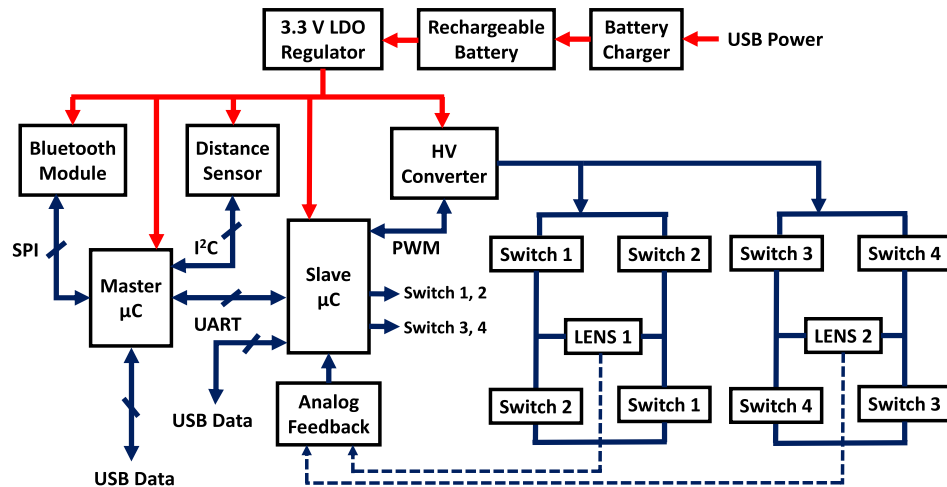 3.3 V LDO
Regulator
Rechargeable
Battery
Battery
Charger
USB Power
Bluetooth
Module
Distance
Sensor
HV
Converter
SPI
I²C
PWM
Master
µC
Slave
µC
UART
Switch 1, 2
Switch 3, 4
USB Data
USB Data
Analog
Feedback
Switch 1
Switch 2
LENS 1
Switch 2
Switch 1
Switch 3
Switch 4
LENS 2
Switch 4
Switch 3